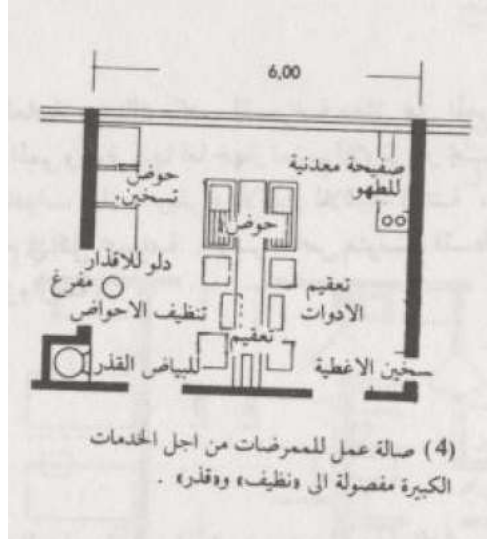 6,00
صفيحة معدنية
للطهو
حوض
تسخين.
حوض
دلو للاقذار
مفرغ
تعقيم
الادوات
تنظيف الاحواض
تعقيم
للبياض القذر
سخين الاغطية
(4) صالة عمل للممرضات من اجل الخدمات
الكبيرة مفصولة الى «نظيف» و«قذر» .